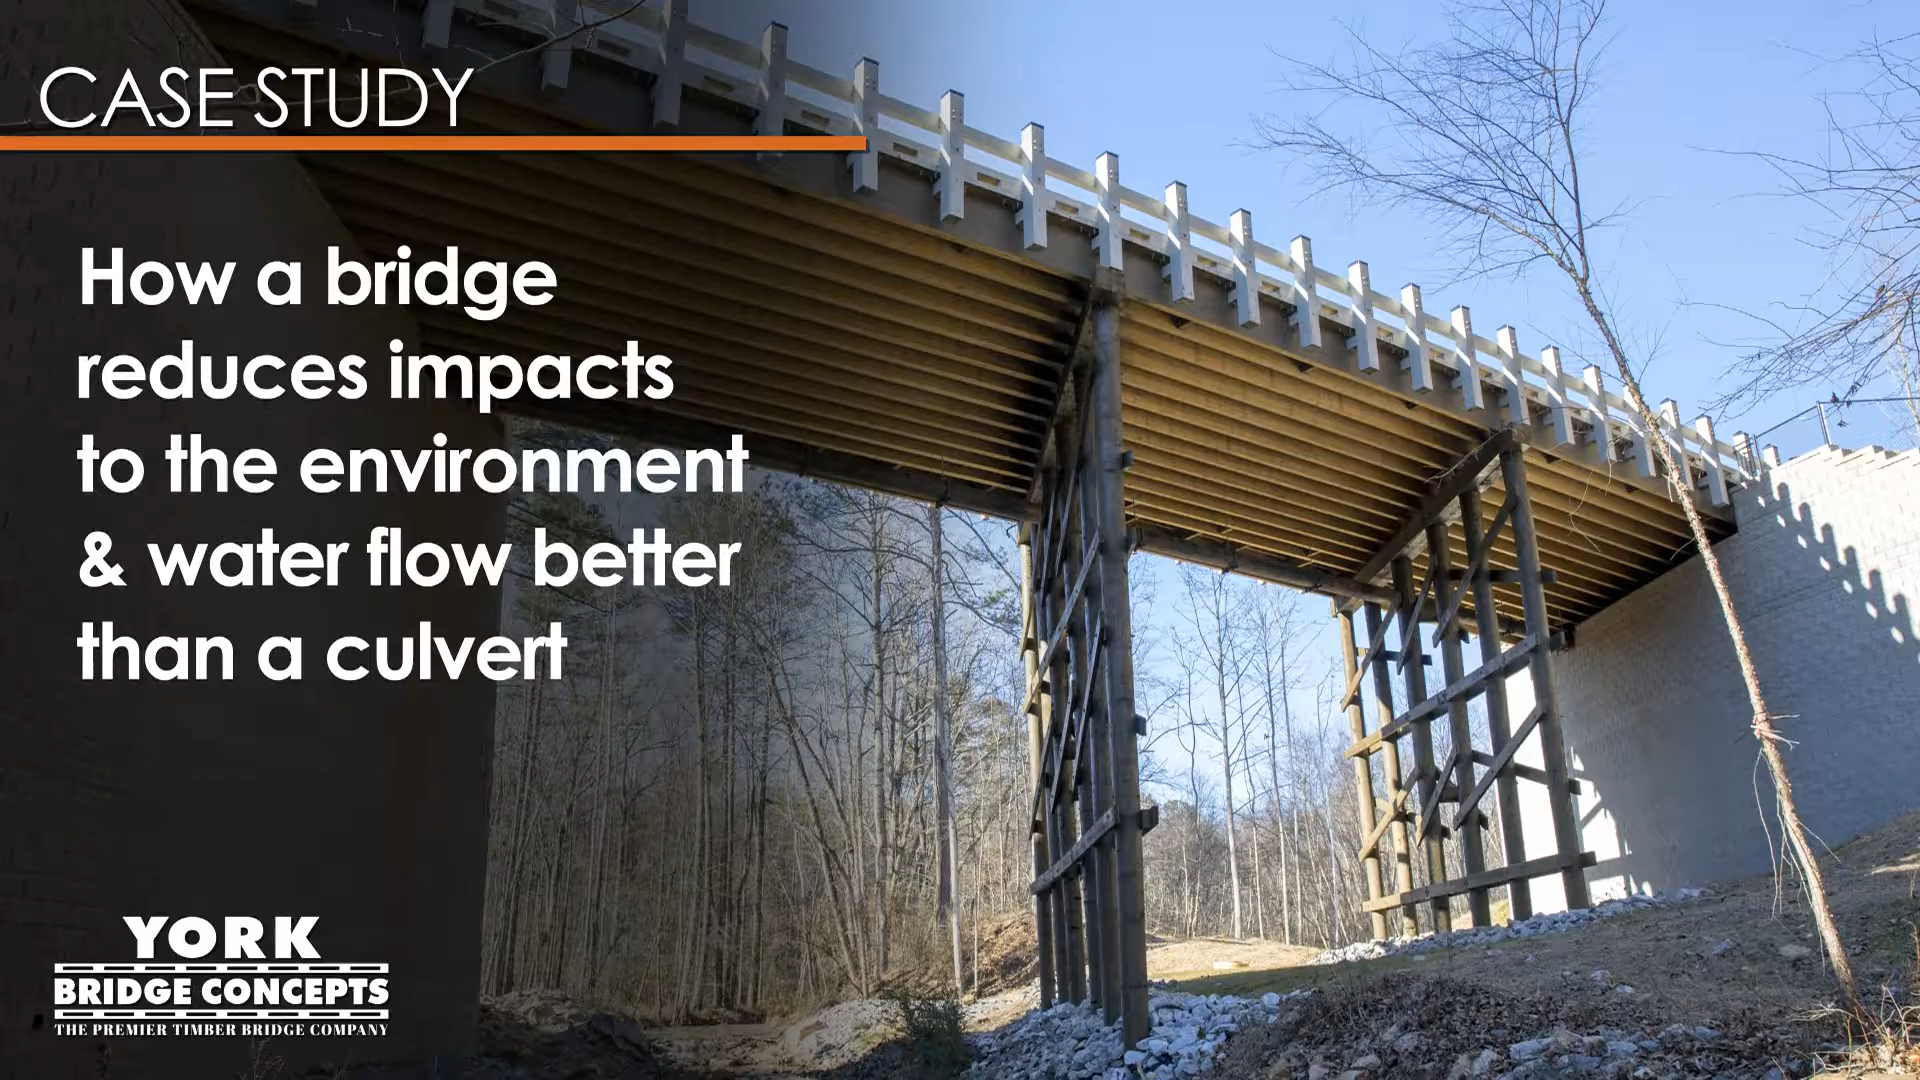 CASE STUDY
How a bridge
reduces impacts
to the environment
& water flow better
than a culvert
YORK
BRIDGE CONCEPTS
THE PREMIER TIMBER BRIDGE COMPANY